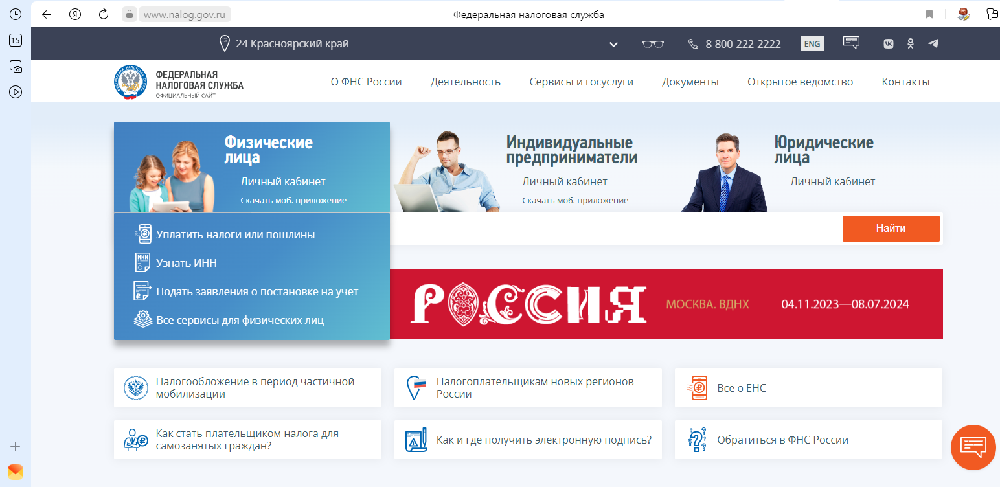 15
Я
www.nalog.gov.ru
Федеральная налоговая служба
24 Красноярский край
8-800-222-2222
ENG
ФЕДЕРАЛЬНАЯ
НАЛОГОВАЯ СЛУЖБА
ОФИЦИАЛЬНЫЙ САЙТ
О ФНС России
Деятельность
Сервисы и госуслуги
Документы
Открытое ведомство
Контакты
Физические
лица
Личный кабинет
Скачать моб. приложение
Индивидуальные
предприниматели
Личный кабинет
Скачать моб. приложение
Юридические
лица
Личный кабинет
Уплатить налоги или пошлины
ИНН
Узнать ИНН
Подать заявления о постановке на учет
Все сервисы для физических лиц
Найти
РОССИЯ
МОСКВА. ВДНХ
04.11.2023—08.07.2024
Налогообложение в период частичной
мобилизации
Налогоплательщикам новых регионов
России
Всё о ЕНС
Как стать плательщиком налога для
самозанятых граждан?
Как и где получить электронную подпись?
Обратиться в ФНС России